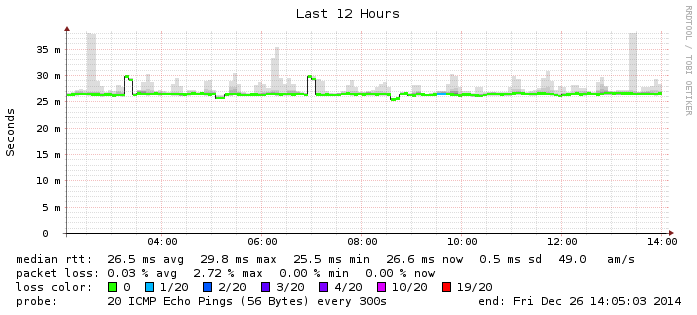 Last 12 Hours
RRDTOOL / TOBI OETIKER
Seconds
35 m
30 m
25 m
20 m
15 m
10 m
5 m
0
04:00 06:00 08:00 10:00 12:00 14:00
median rtt: 26.5 ms avg 29.8 ms max 25.5 ms min 26.6 ms now 0.5 ms sd 49.0 am/s
packet loss: 0.03 % avg 2.72 % max 0.00 % min 0.00 % now
loss color: 0 1/20 2/20 3/20 4/20 10/20 19/20
probe: 20 ICMP Echo Pings (56 Bytes) every 300s end: Fri Dec 26 14:05:03 2014